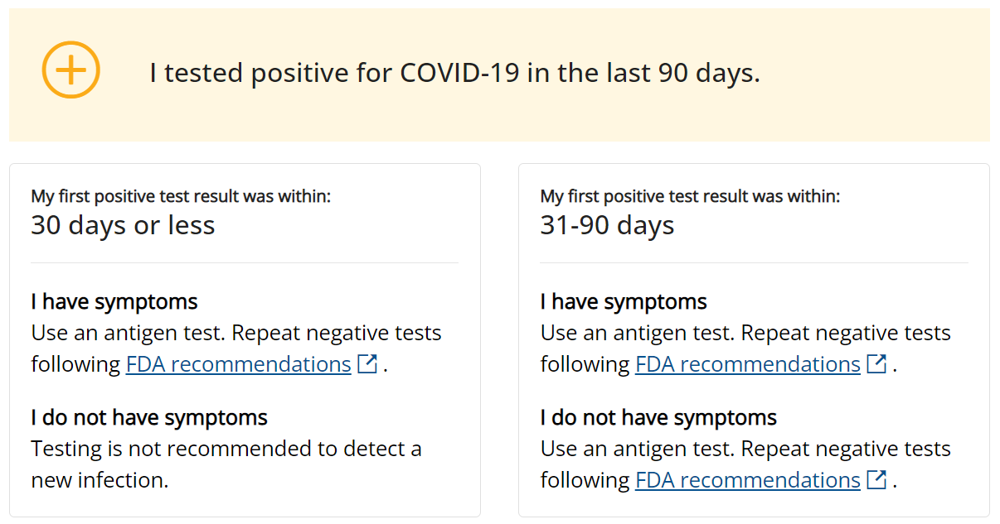 I tested positive for COVID-19 in the last 90 days.
My first positive test result was within:
30 days or less
I have symptoms
Use an antigen test. Repeat negative tests
following FDA recommendations .
I do not have symptoms
Testing is not recommended to detect a
new infection.
My first positive test result was within:
31-90 days
I have symptoms
Use an antigen test. Repeat negative tests
following FDA recommendations .
I do not have symptoms
Use an antigen test. Repeat negative tests
following FDA recommendations .